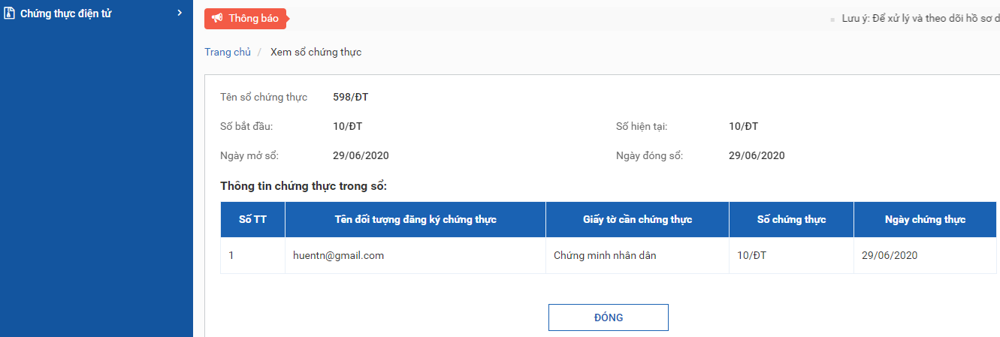 Chứng thực điện tử
Thông báo
Lưu ý: Để xử lý và theo dõi hồ sơ
Trang chủ / Xem sổ chứng thực
Tên sổ chứng thực 598/ĐT
Số bắt đầu: 10/ĐT Số hiện tại: 10/ĐT
Ngày mở sổ: 29/06/2020 Ngày đóng sổ: 29/06/2020
Thông tin chứng thực trong sổ:
Số TT Tên đối tượng đăng ký chứng thực Giấy tờ cần chứng thực Số chứng thực Ngày chứng thực
1 huentn@gmail.com Chứng minh nhân dân 10/ĐT 29/06/2020
ĐÓNG